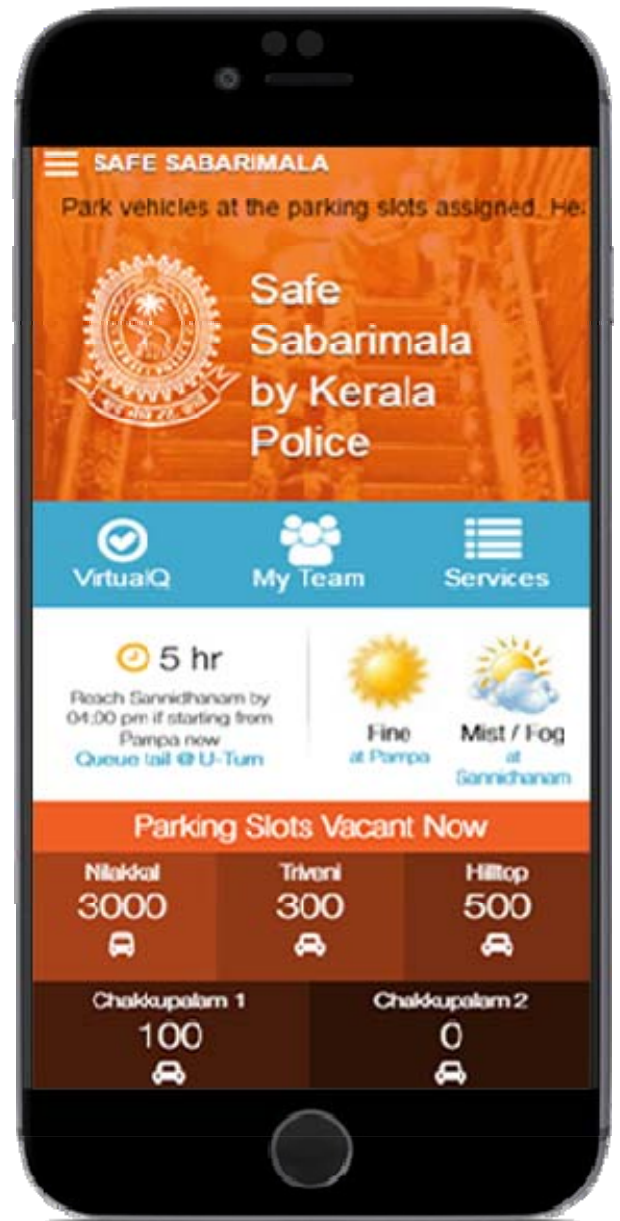 SAFE SABARIMALA
Park vehicles at the parking slots assigned. Hea
Safe
Sabarimala
by Kerala
Police
VirtualQ
My Team
Services
5 hr
Reach Sannidhanam by
04:00 pm if starting from
Pampa now
Queue tail @ U-Turn
Fine
at Pampa
Mist / Fog
at
Sannidhanam
Parking Slots Vacant Now
Nilakkal
3000
Triveni
300
Hilltop
500
Chakkupalam 1
100
Chakkupalam 2
0